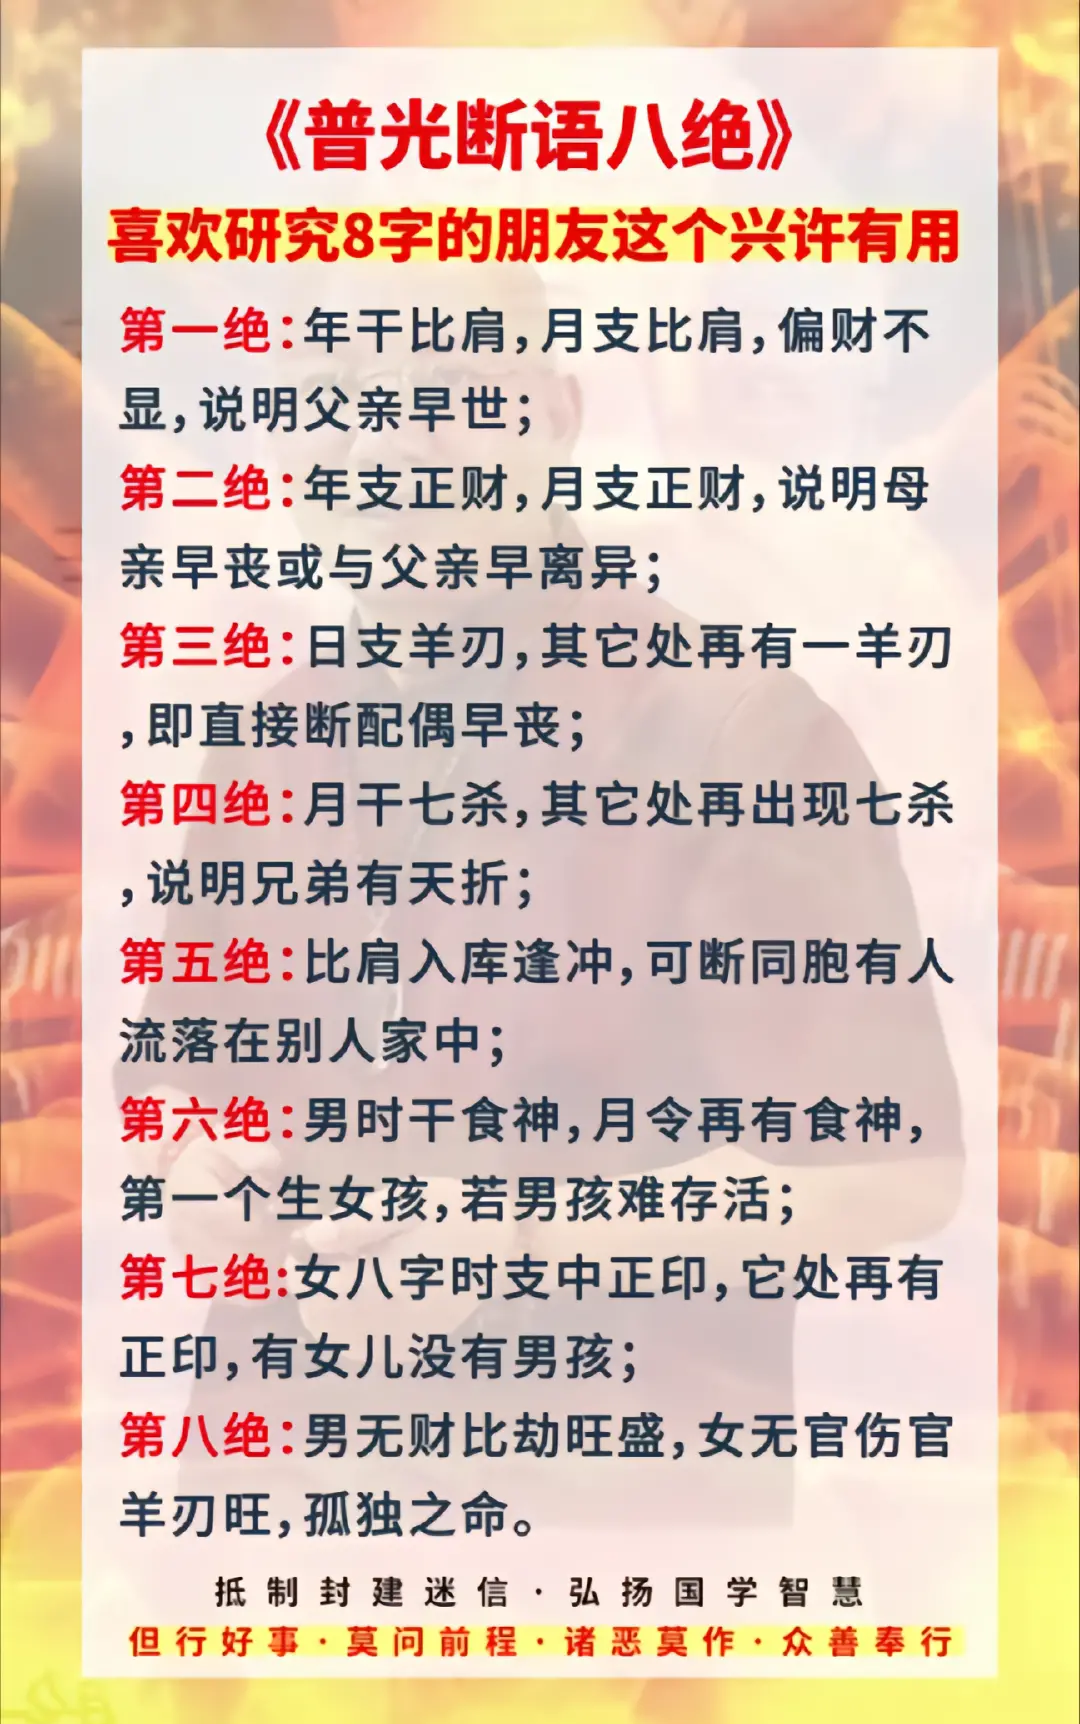 《普光断语八绝》
喜欢研究8字的朋友这个兴许有用
第一绝:年干比肩,月支比肩,偏财不
显,说明父亲早世;
第二绝:年支正财,月支正财,说明母
亲早丧或与父亲早离异;
第三绝:日支羊刃,其它处再有一羊刃
,即直接断配偶早丧;
第四绝:月干七杀,其它处再出现七杀
,说明兄弟有天折;
第五绝:比肩入库逢冲,可断同胞有人
流落在别人家中;
第六绝:男时干食神,月令再有食神,
第一个生女孩,若男孩难存活;
第七绝:女八字时支中正印,它处再有
正印,有女儿没有男孩;
第八绝:男无财比劫旺盛,女无官伤官
羊刃旺,孤独之命。
抵制封建迷信·弘扬国学智慧
但行好事·莫问前程·诸恶莫作·众善奉行